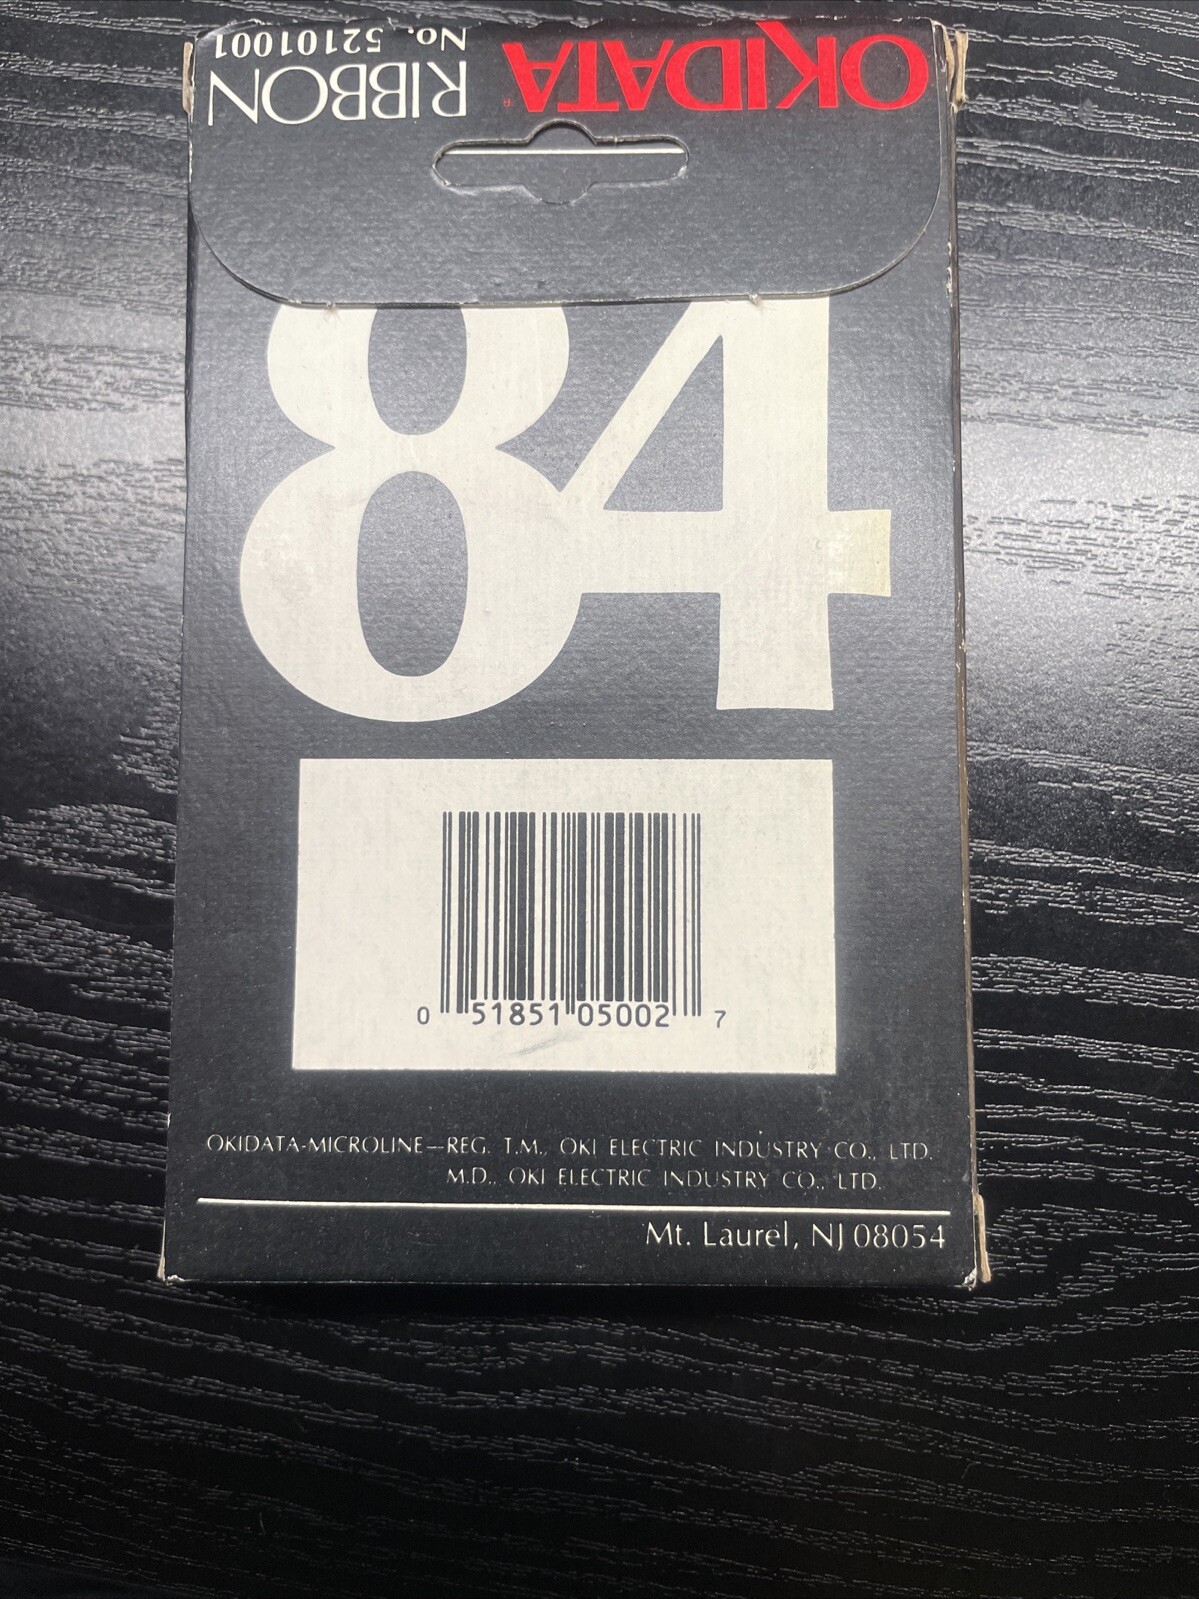 OKIDATA® RIBBON
No. 52101001
84
0 51851 05002 7
OKIDATA-MICROLINE—REG. T.M., OKI ELECTRIC INDUSTRY CO., LTD.
M.D., OKI ELECTRIC INDUSTRY CO., LTD.
Mt. Laurel, NJ 08054